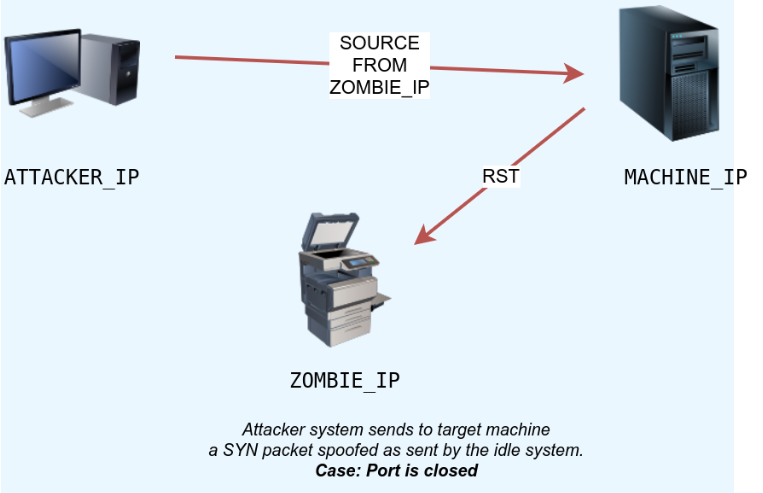 SOURCE
FROM
ZOMBIE_IP
ATTACKER_IP
RST
MACHINE_IP
ZOMBIE_IP
Attacker system sends to target machine
a SYN packet spoofed as sent by the idle system.
Case: Port is closed